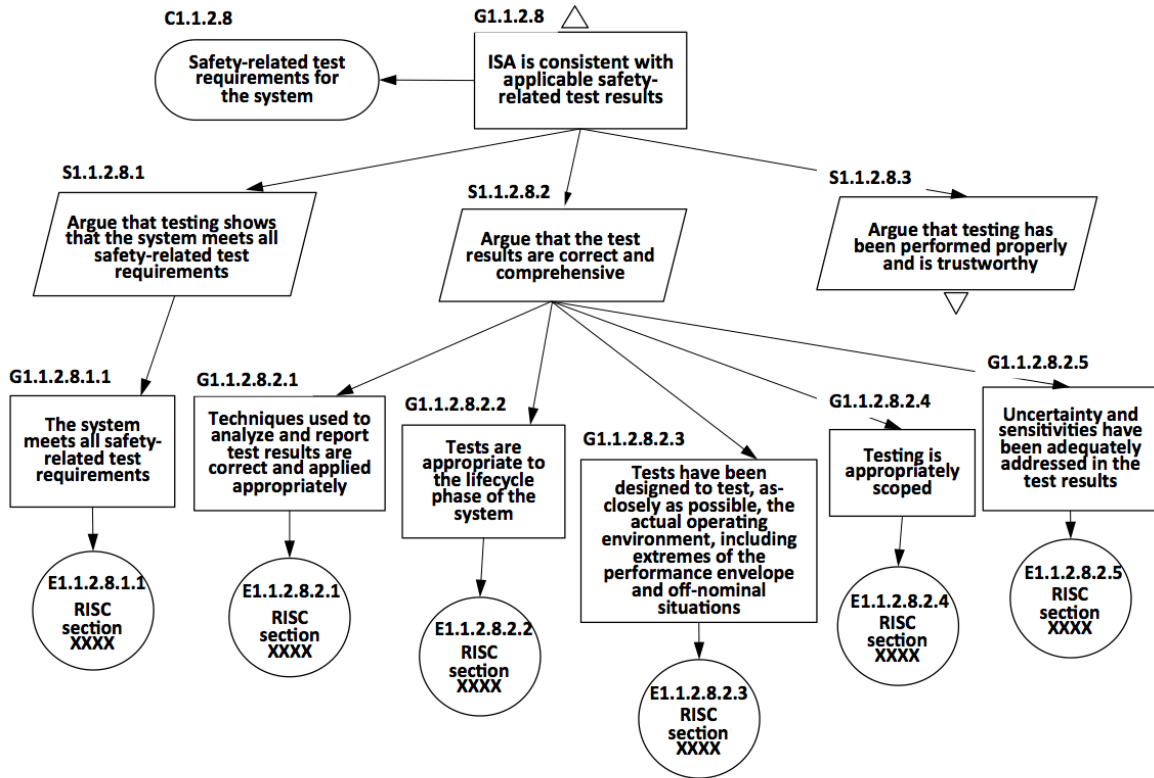 C1.1.2.8
Safety-related test
requirements for
the system
G1.1.2.8
ISA is consistent with
applicable safety-
related test results
S1.1.2.8.1
Argue that testing shows
that the system meets all
safety-related test
requirements
S1.1.2.8.2
Argue that the test
results are correct and
comprehensive
S1.1.2.8.3
Argue that testing has
been performed properly
and is trustworthy
G1.1.2.8.1.1
The system
meets all safety-
related test
requirements
G1.1.2.8.2.1
Techniques used to
analyze and report
test results are
correct and applied
appropriately
G1.1.2.8.2.2
Tests are
appropriate to
the lifecycle
phase of the
system
G1.1.2.8.2.3
Tests have been
designed to test, as-
closely as possible, the
actual operating
environment, including
extremes of the
performance envelope
and off-nominal
situations
G1.1.2.8.2.4
Testing is
appropriately
scoped
G1.1.2.8.2.5
Uncertainty and
sensitivities have
been adequately
addressed in the
test results
E1.1.2.8.1.1
RISC
section
XXXX
E1.1.2.8.2.1
RISC
section
XXXX
E1.1.2.8.2.2
RISC
section
XXXX
E1.1.2.8.2.3
RISC
section
XXXX
E1.1.2.8.2.4
RISC
section
XXXX
E1.1.2.8.2.5
RISC
section
XXXX